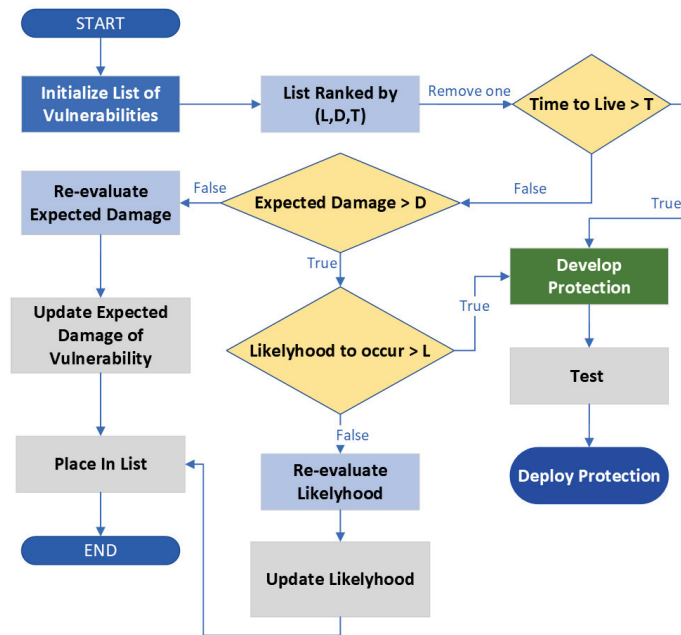 START
Initialize List of
Vulnerabilities
List Ranked by
(L,D,T)
Remove one
Time to Live > T
True
False
Expected Damage > D
False
Re-evaluate
Expected Damage
True
Update Expected
Damage of
Vulnerability
Likelyhood to occur > L
True
Develop
Protection
Test
Deploy Protection
False
Re-evaluate
Likelyhood
Update Likelyhood
Place In List
END